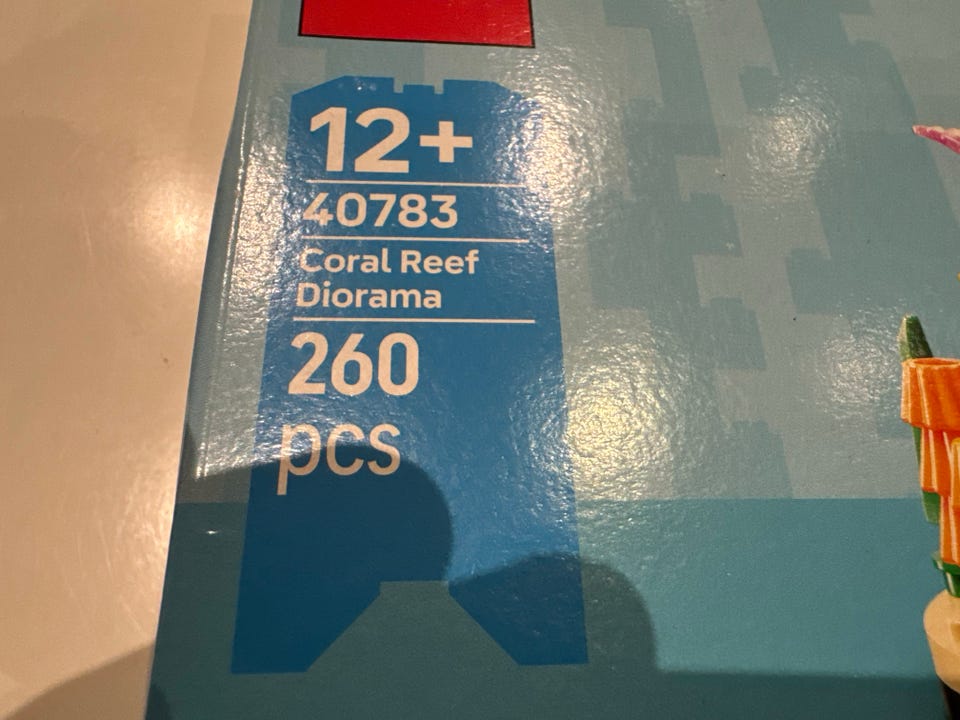 12+
40783
Coral Reef
Diorama
260
pcs